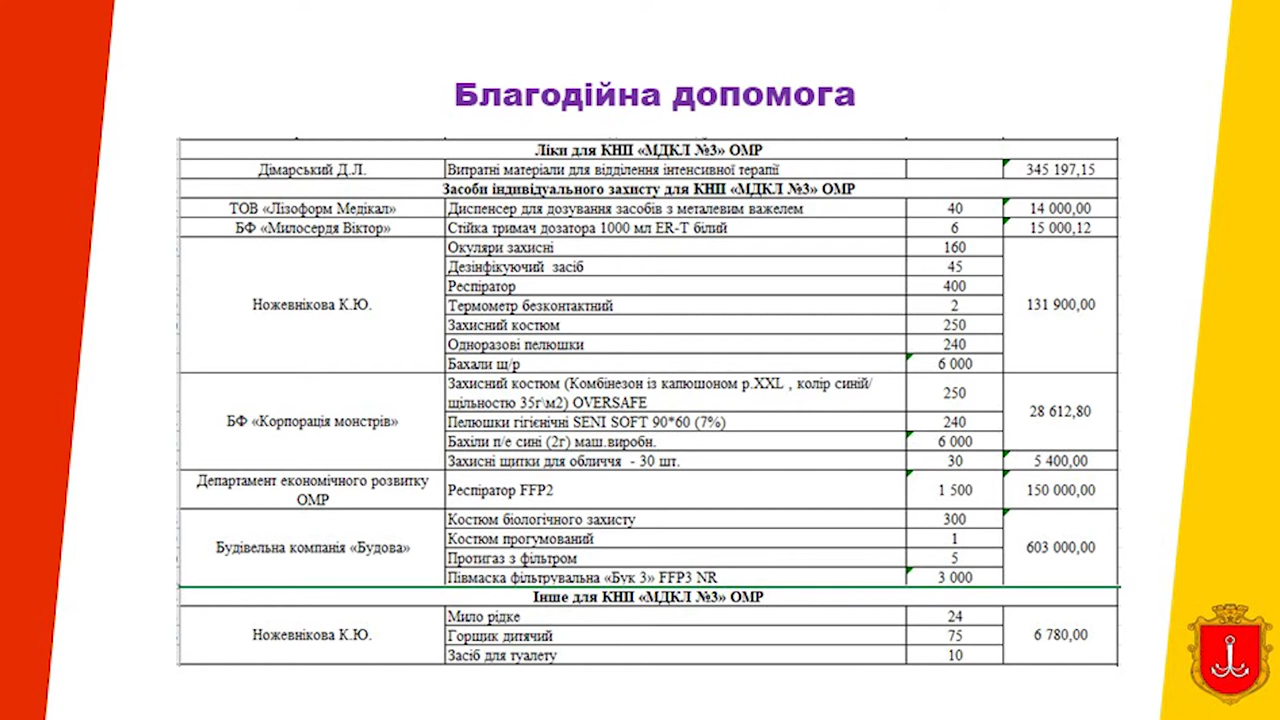 Благодійна допомога
Ліки для КНП «МДКЛ №3» ОМР
Дімарський Д.Л. Витратні матеріали для відділення інтенсивної терапії 345 197,15
Засоби індивідуального захисту для КНП «МДКЛ №3» ОМР
ТОВ «Лізоформ Медікал» Диспенсер для дозування засобів з металевим важелем 40 14 000,00
БФ «Милосердя Віктор» Стійка тримач дозатора 1000 мл ER-T білий 6 15 000,12
Ножевнікова К.Ю. 131 900,00
Окуляри захисні 160
Дезінфікуючий засіб 45
Респіратор 400
Термометр безконтактний 2
Захисний костюм 250
Одноразові пелюшки 240
Бахали щ/р 6 000
БФ «Корпорація монстрів» 28 612,80
Захисний костюм (Комбінезон із капюшоном р.XXL , колір синій/
щільностю 35г\м2) OVERSAFE 250
Пелюшки гігієнічні SENI SOFT 90*60 (7%) 240
Бахіли п/е сині (2г) маш.виробн. 6 000
Захисні щитки для обличчя - 30 шт. 30 5 400,00
Департамент економічного розвитку
ОМР Респіратор FFP2 1 500 150 000,00
Будівельна компанія «Будова» 603 000,00
Костюм біологічного захисту 300
Костюм прогумований 1
Протигаз з фільтром 5
Півмаска фільтрувальна «Бук 3» FFP3 NR 3 000
Інше для КНП «МДКЛ №3» ОМР
Ножевнікова К.Ю. 6 780,00
Мило рідке 24
Горщик дитячий 75
Засіб для туалету 10